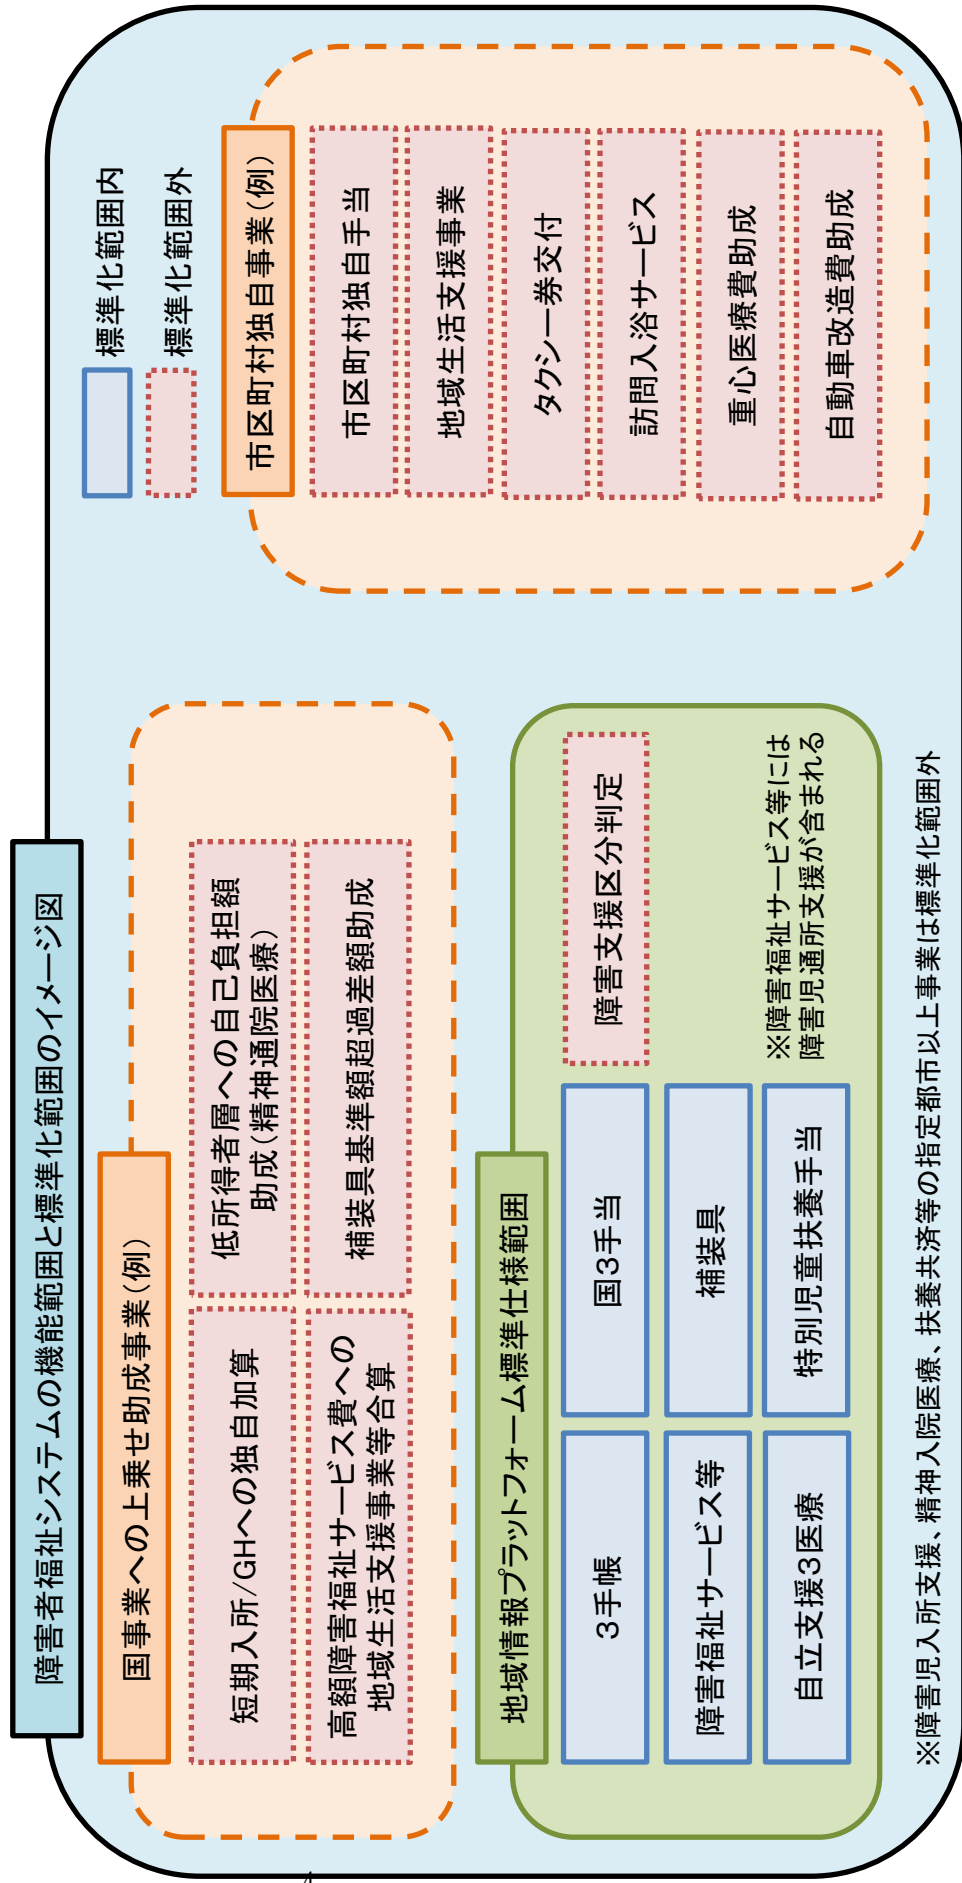 障害者福祉システムの機能範囲と標準化範囲のイメージ図
国事業への上乗せ助成事業(例)
短期入所/GHへの独自加算
低所得者層への自己負担額
助成(精神通院医療)
高額障害福祉サービス費への
地域生活支援事業等合算
補装具基準額超過差額助成
地域情報プラットフォーム標準仕様範囲
3手帳
国3手当
障害支援区分判定
障害福祉サービス等
補装具
自立支援3医療
特別児童扶養手当
※障害福祉サービス等には
障害児通所支援が含まれる
標準化範囲内
標準化範囲外
市区町村独自事業(例)
市区町村独自手当
地域生活支援事業
タクシー券交付
訪問入浴サービス
重心医療費助成
自動車改造費助成
※障害児入所支援、精神入院医療、扶養共済等の指定都市以上事業は標準化範囲外
4